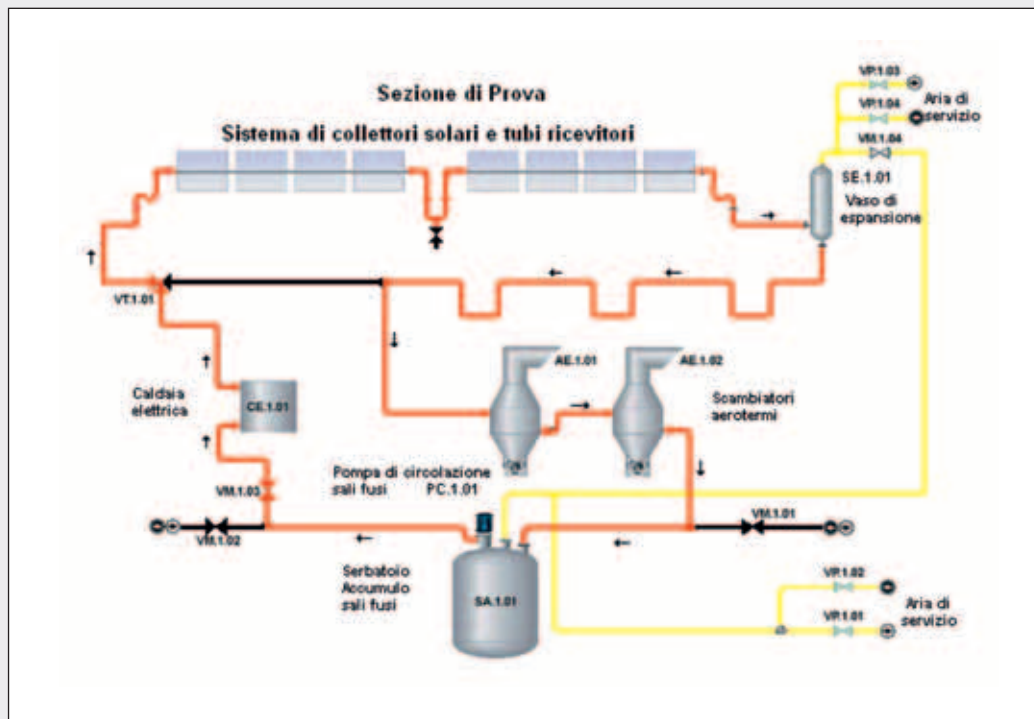 Sezione di Prova
Sistema di collettori solari e tubi ricevitori
VP.1.03
VP.1.04
Aria di
servizio
VM.1.04
SE.1.01
Vaso di
espansione
VT.1.01
AE.1.01
AE.1.02
Caldaia
elettrica
CE.1.01
Scambiatori
aerotermi
Pompa di circolazione
sali fusi PC.1.01
VM.1.03
VM.1.02
VM.1.01
Serbatoio
Accumulo
sali fusi
SA.1.01
VP.1.02
Aria di
servizio
VP.1.01